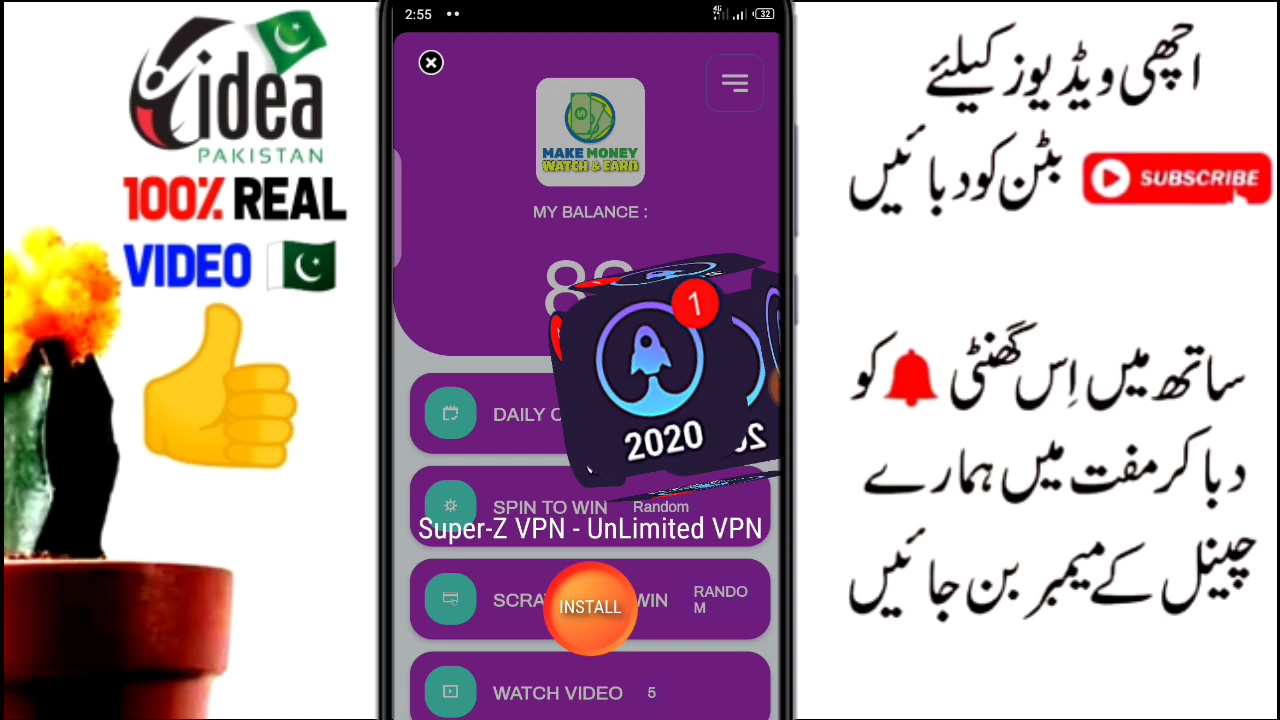 idea
PAKISTAN
100% REAL
VIDEO
2:55
4G
32
MAKE MONEY
WATCH & EARN
MY BALANCE :
1
2020
DAILY
SPIN TO WIN Random
Super-Z VPN - UnLimited VPN
WIN RANDO
M
INSTALL
WATCH VIDEO 5
اچھی ویڈیوز کیلئے
بٹن کو دبائیں
SUBSCRIBE
ساتھ میں اِس گھنٹی کو
دبا کر مفت میں ہمارے
چینل کے میمبر بن جائیں